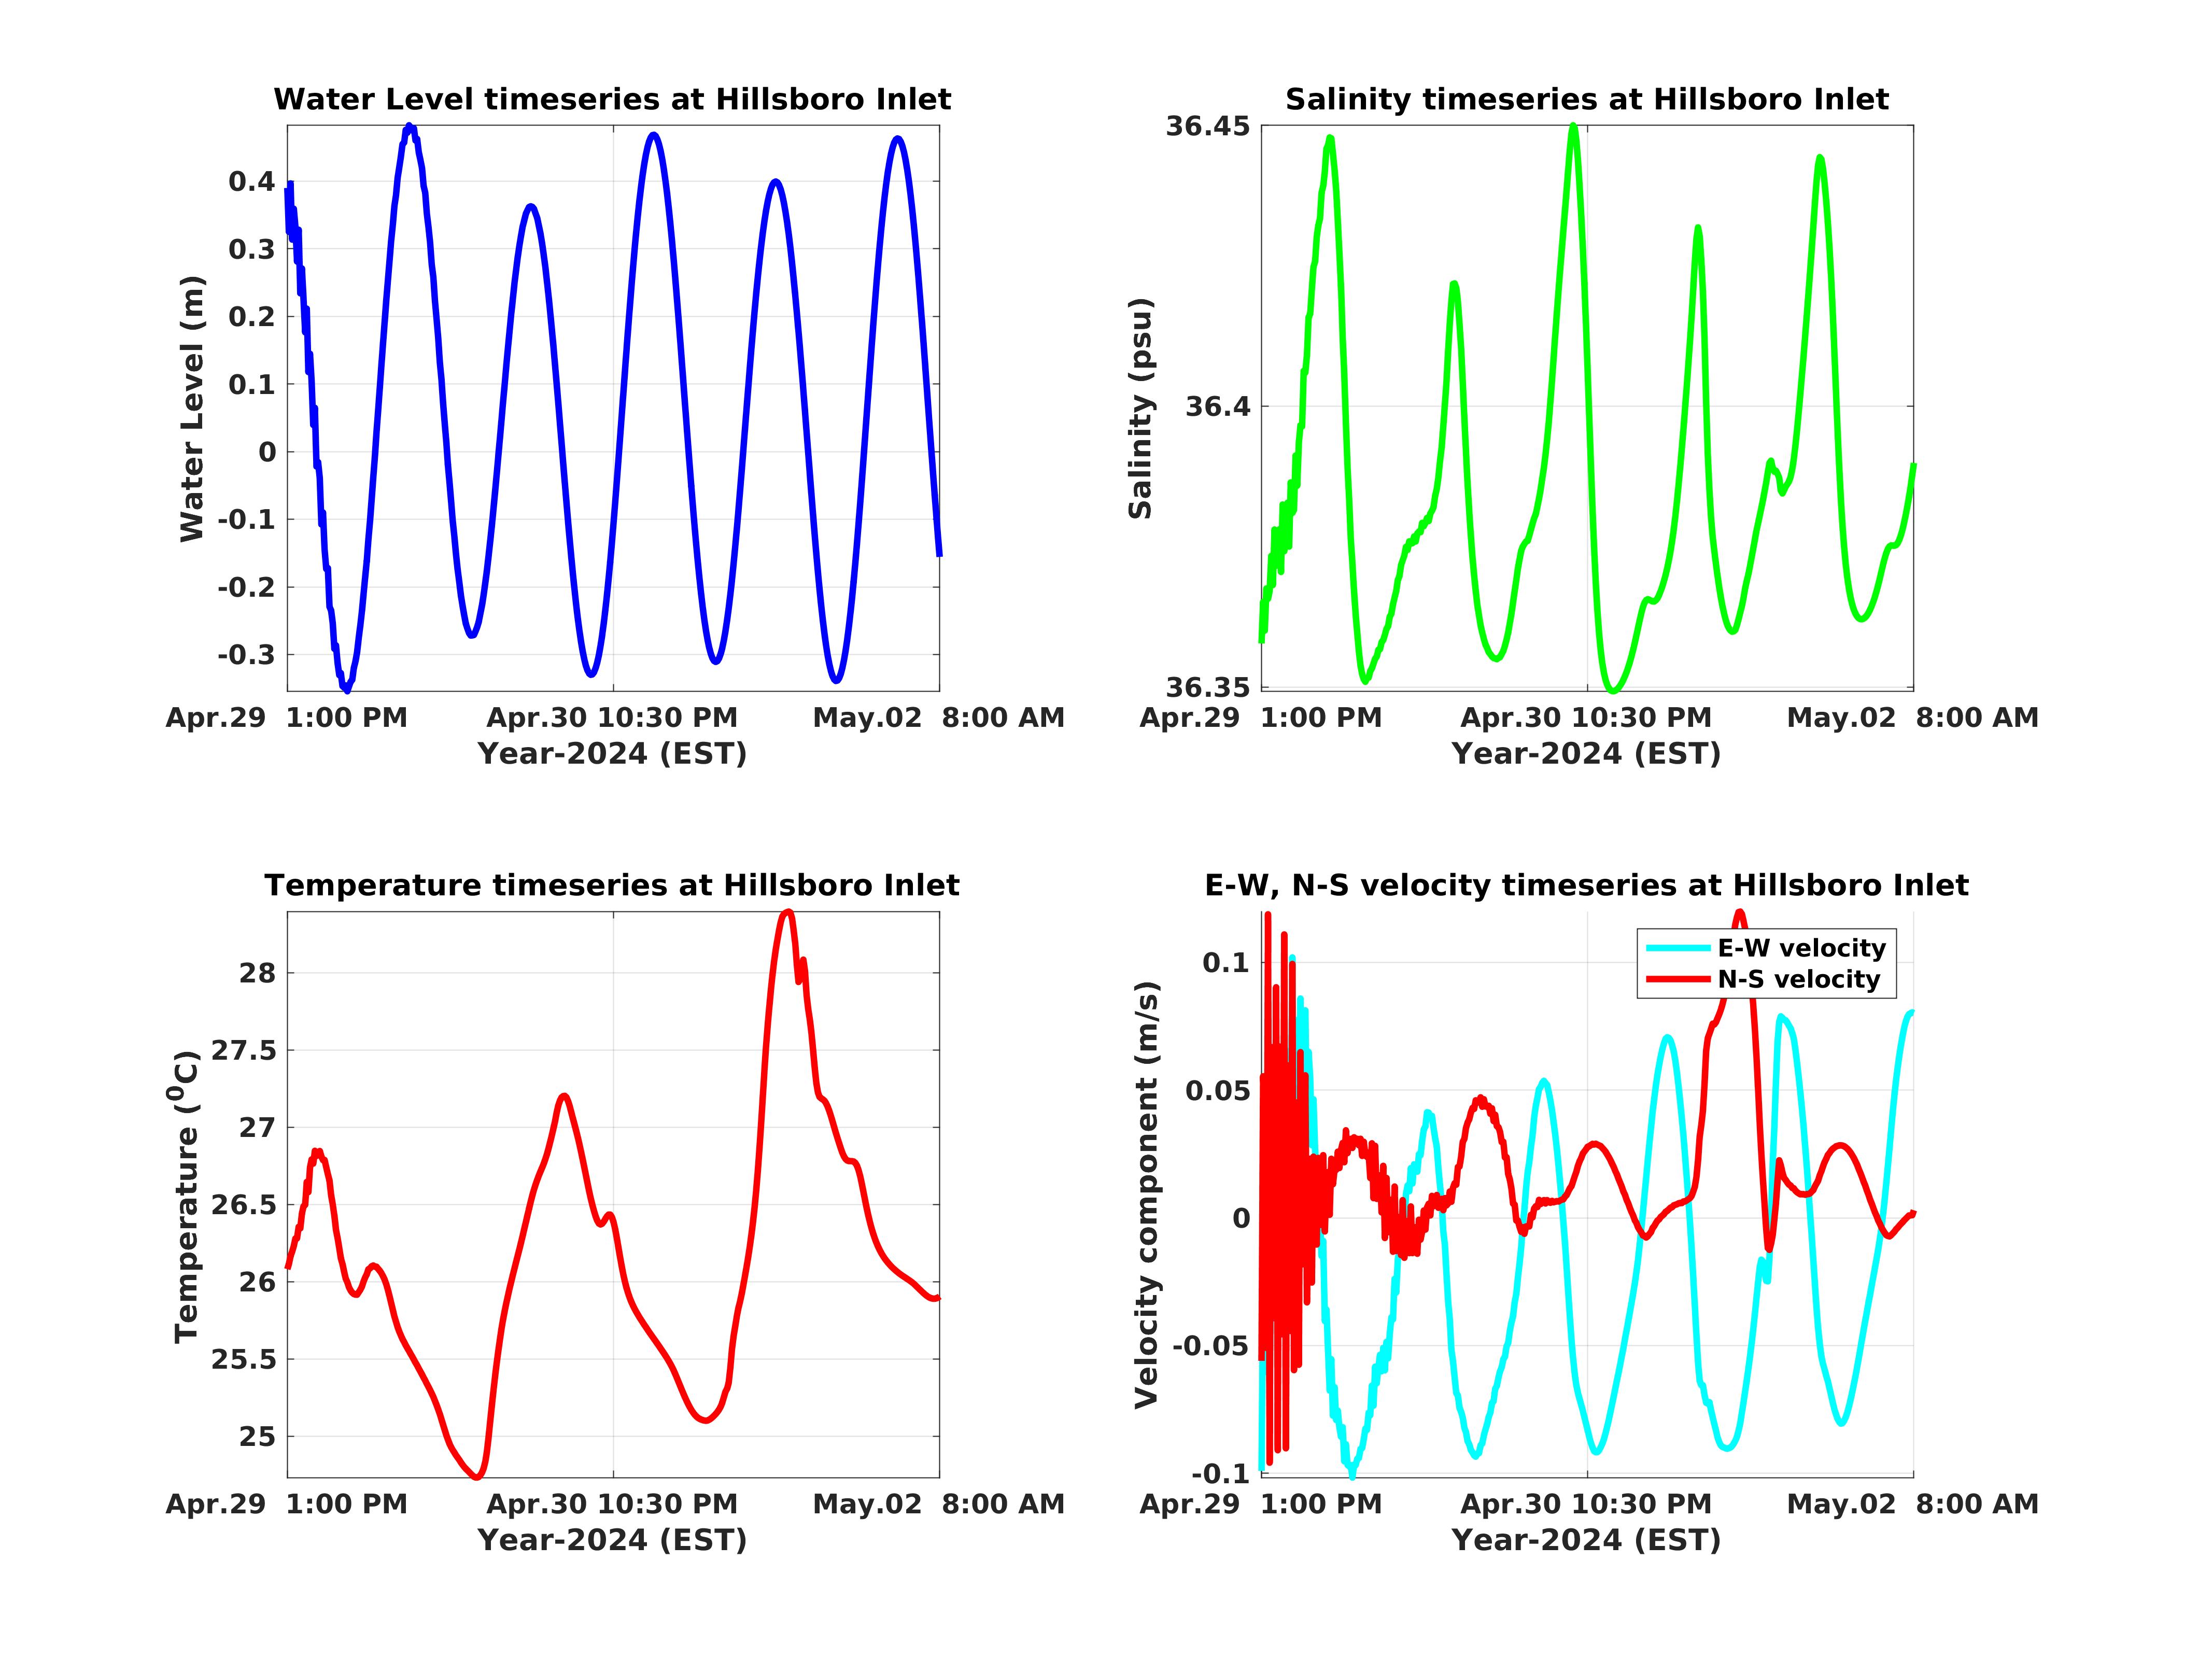 Water Level timeseries at Hillsboro Inlet
Water Level (m)
0.4
0.3
0.2
0.1
0
-0.1
-0.2
-0.3
Apr.29 1:00 PM
Apr.30 10:30 PM
May.02 8:00 AM
Year-2024 (EST)
Salinity timeseries at Hillsboro Inlet
Salinity (psu)
36.45
36.4
36.35
Apr.29 1:00 PM
Apr.30 10:30 PM
May.02 8:00 AM
Year-2024 (EST)
Temperature timeseries at Hillsboro Inlet
Temperature (⁰C)
28
27.5
27
26.5
26
25.5
25
Apr.29 1:00 PM
Apr.30 10:30 PM
May.02 8:00 AM
Year-2024 (EST)
E-W, N-S velocity timeseries at Hillsboro Inlet
Velocity component (m/s)
E-W velocity
N-S velocity
0.1
0.05
0
-0.05
-0.1
Apr.29 1:00 PM
Apr.30 10:30 PM
May.02 8:00 AM
Year-2024 (EST)